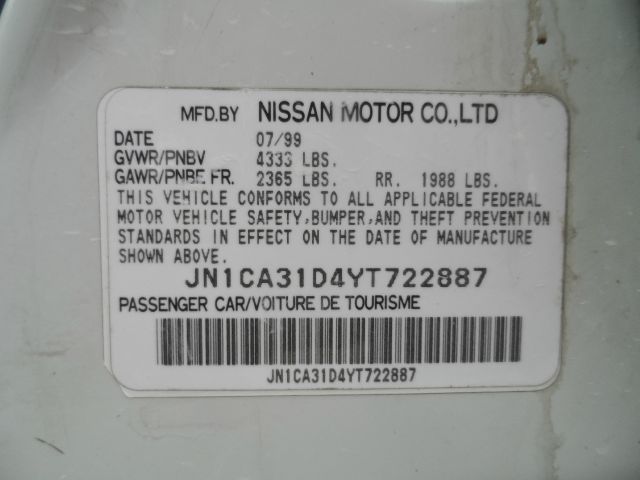 MFD.BY NISSAN MOTOR CO.,LTD
DATE 07/99
GVWR/PNBV 4333 LBS.
GAWR/PNBE FR. 2365 LBS. RR. 1988 LBS.
THIS VEHICLE CONFORMS TO ALL APPLICABLE FEDERAL
MOTOR VEHICLE SAFETY,BUMPER,AND THEFT PREVENTION
STANDARDS IN EFFECT ON THE DATE OF MANUFACTURE
SHOWN ABOVE.
JN1CA31D4YT722887
PASSENGER CAR/VOITURE DE TOURISME
JN1CA31D4YT722887